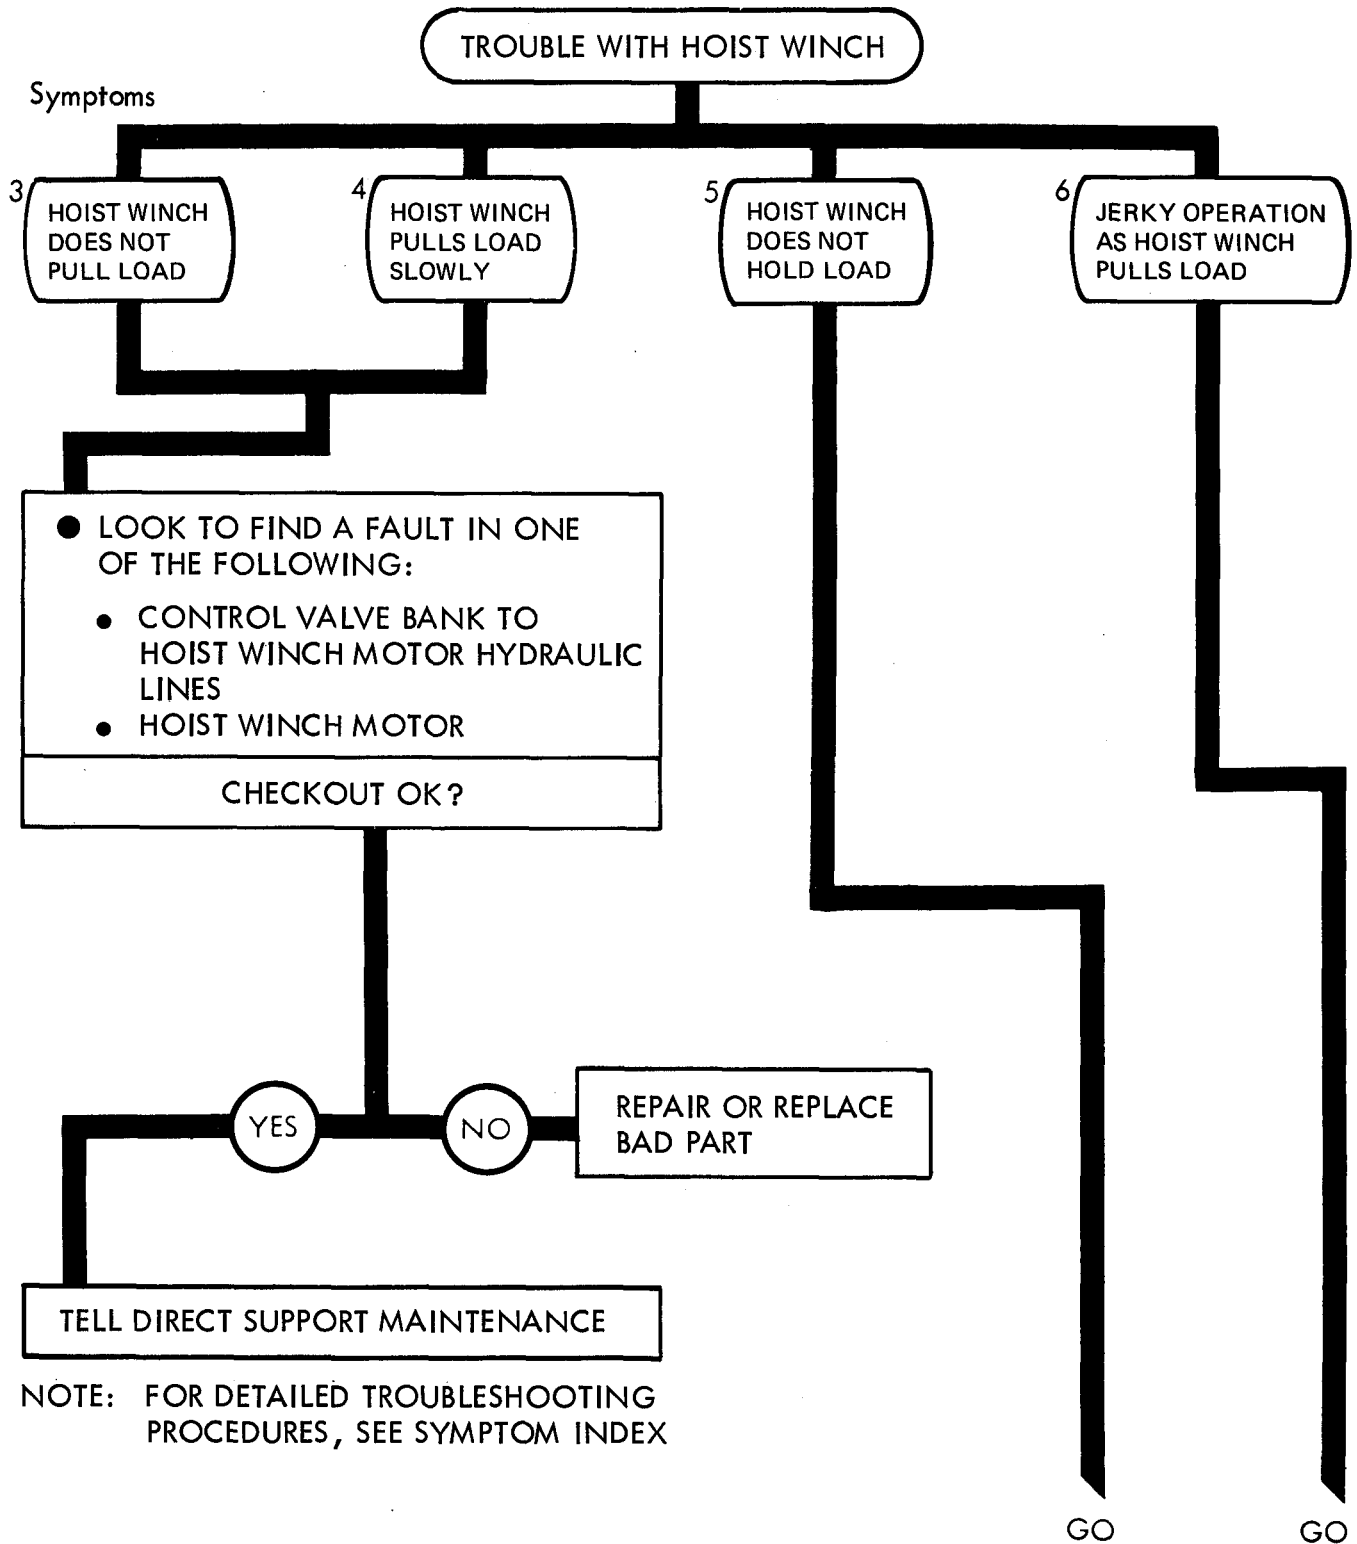 TROUBLE WITH HOIST WINCH
Symptoms
3
HOIST WINCH
DOES NOT
PULL LOAD
4
HOIST WINCH
PULLS LOAD
SLOWLY
5
HOIST WINCH
DOES NOT
HOLD LOAD
6
JERKY OPERATION
AS HOIST WINCH
PULLS LOAD
● LOOK TO FIND A FAULT IN ONE
OF THE FOLLOWING:
● CONTROL VALVE BANK TO
HOIST WINCH MOTOR HYDRAULIC
LINES
● HOIST WINCH MOTOR
CHECKOUT OK?
YES
NO
REPAIR OR REPLACE
BAD PART
TELL DIRECT SUPPORT MAINTENANCE
NOTE: FOR DETAILED TROUBLESHOOTING
PROCEDURES, SEE SYMPTOM INDEX
GO
GO